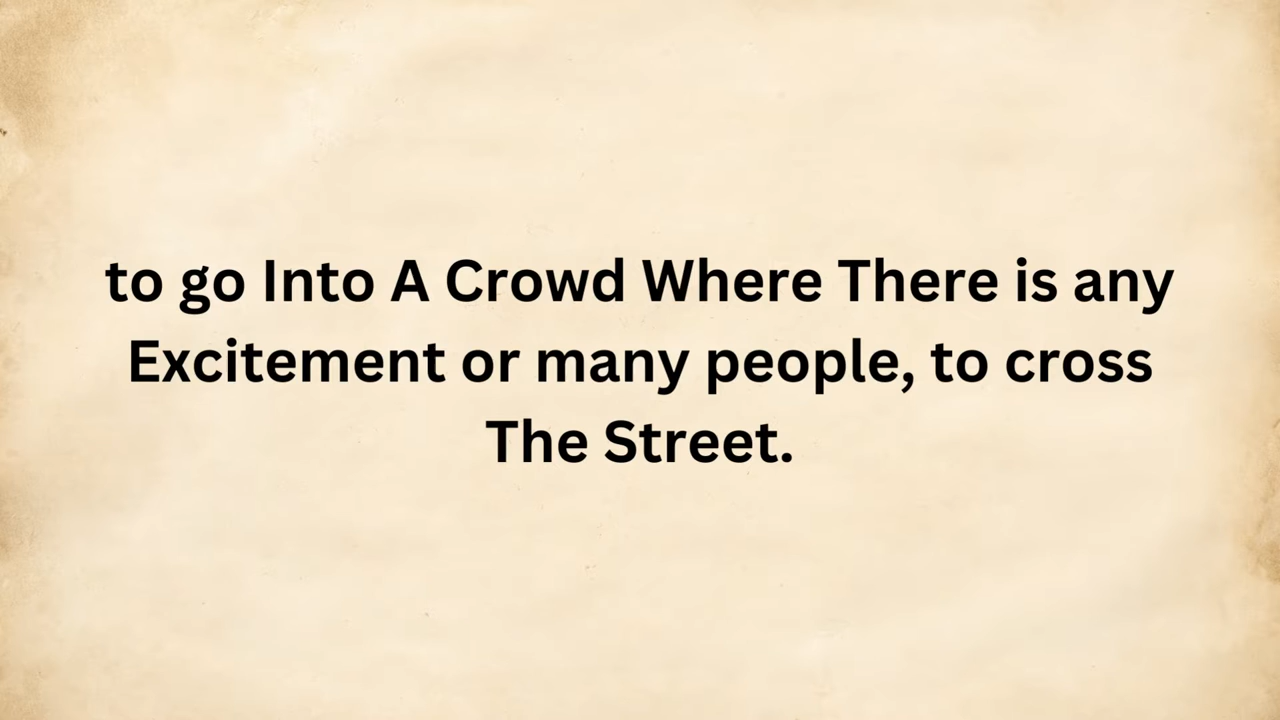 to go Into A Crowd Where There is any
Excitement or many people, to cross
The Street.